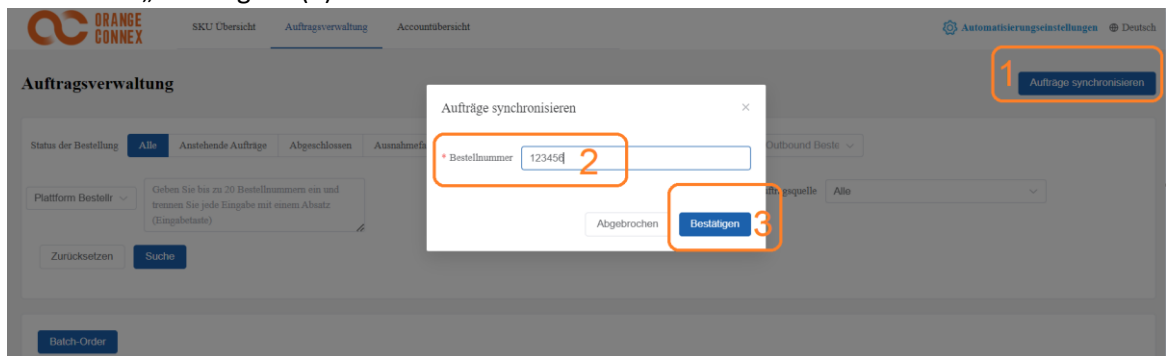 ORANGE
CONNEX
SKU Übersicht
Auftragsverwaltung
Accountübersicht
Automatisierungseinstellungen
Deutsch
Auftragsverwaltung
1
Aufträge synchronisieren
Aufträge synchronisieren
Status der Bestellung
Alle
Anstehende Aufträge
Abgeschlossen
* Bestellnummer
123456
2
Outbound Beste
Plattform Bestellr
Geben Sie bis zu 20 Bestellnummern ein und
trennen Sie jede Eingabe mit einem Absatz
(Eingabetaste)
Alle
Abgebrochen
Bestätigen
3
Zurücksetzen
Suche
Batch-Order